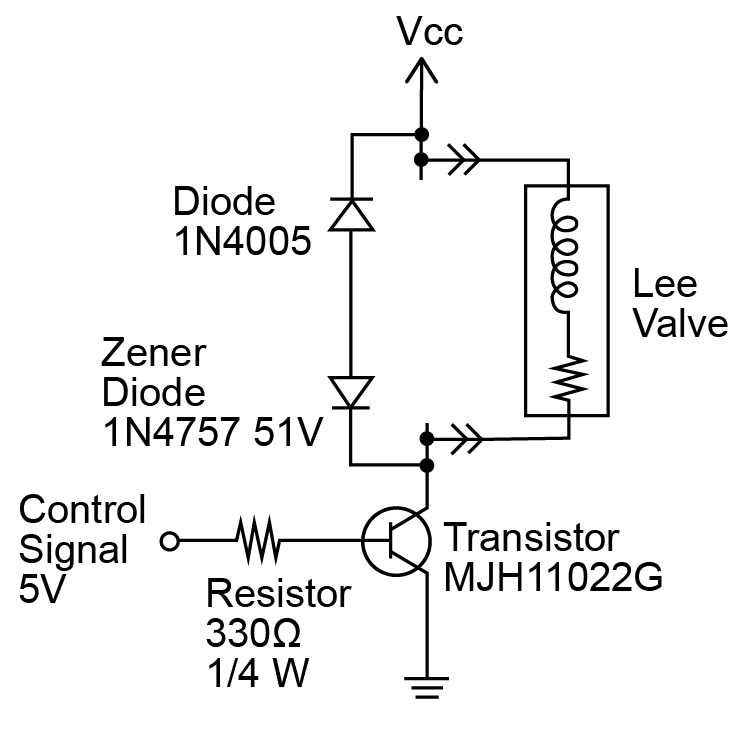 Vcc
Diode
1N4005
Lee
Valve
Zener
Diode
1N4757 51V
Control
Signal
5V
Resistor
330Ω
1/4 W
Transistor
MJH11022G